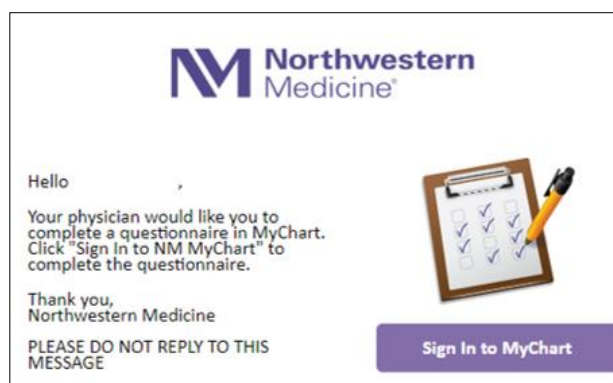 Northwestern
Medicine®
Hello ,
Your physician would like you to
complete a questionnaire in MyChart.
Click "Sign In to NM MyChart" to
complete the questionnaire.
Thank you,
Northwestern Medicine
PLEASE DO NOT REPLY TO THIS
MESSAGE
Sign In to MyChart